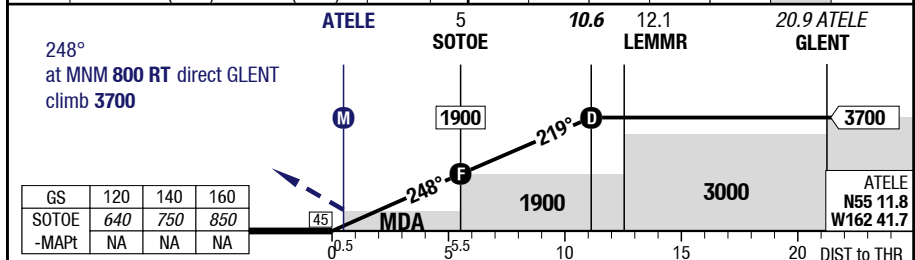 ATELE 5 10.6 12.1 20.9 ATELE
SOTOE LEMMR GLENT
248°
at MNM 800 RT direct GLENT
climb 3700
M 1900 219° D 3700
248° F
GS 120 140 160
SOTOE 640 750 850
-MAPt NA NA NA
45 MDA 1900 3000
ATELE
N55 11.8
W162 41.7
0 0.5 5 5.5 10 15 20 DIST to THR